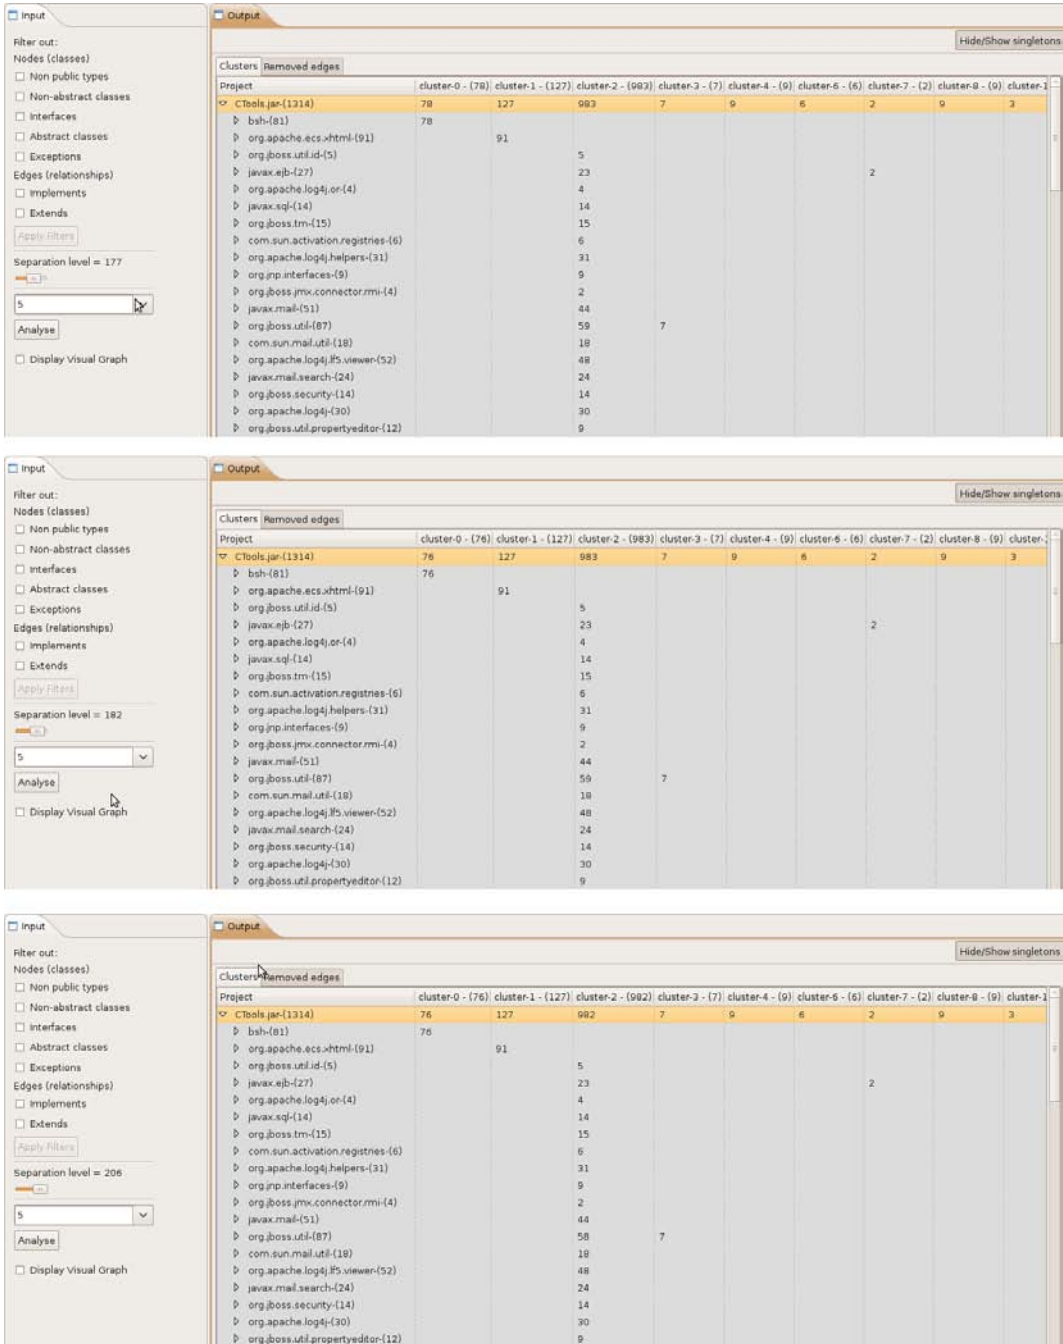 Input
Output
Filter out:
Hide/Show singletons
Nodes (classes)
Clusters Removed edges
Non public types
Project cluster-0 - (78) cluster-1 - (127) cluster-2 - (983) cluster-3 - (7) cluster-4 - (9) cluster-6 - (6) cluster-7 - (2) cluster-8 - (9) cluster-1
Non-abstract classes
CTools.jar-(1314) 78 127 983 7 9 6 2 9 3
Interfaces
bsh-(81) 78
Abstract classes
org.apache.ecs.xhtml-(91) 91
Exceptions
org.jboss.util.id-(5) 5
Edges (relationships)
javax.ejb-(27) 23 2
Implements
org.apache.log4j.or-(4) 4
javax.sql-(14) 14
Extends
org.jboss.tm-(15) 15
Apply Filters
com.sun.activation.registries-(6) 6
Separation level = 177
org.apache.log4j.helpers-(31) 31
org.jnp.interfaces-(9) 9
org.jboss.jmx.connector.rmi-(4) 2
5
javax.mail-(51) 44
Analyse
org.jboss.util-(87) 59 7
com.sun.mail.util-(18) 18
Display Visual Graph
org.apache.log4j.lf5.viewer-(52) 48
javax.mail.search-(24) 24
org.jboss.security-(14) 14
org.apache.log4j-(30) 30
org.jboss.util.propertyeditor-(12) 9
Input
Output
Filter out:
Hide/Show singletons
Nodes (classes)
Clusters Removed edges
Non public types
Project cluster-0 - (76) cluster-1 - (127) cluster-2 - (983) cluster-3 - (7) cluster-4 - (9) cluster-6 - (6) cluster-7 - (2) cluster-8 - (9) cluster-
Non-abstract classes
CTools.jar-(1314) 76 127 983 7 9 6 2 9 3
Interfaces
bsh-(81) 76
Abstract classes
org.apache.ecs.xhtml-(91) 91
Exceptions
org.jboss.util.id-(5) 5
Edges (relationships)
javax.ejb-(27) 23 2
Implements
org.apache.log4j.or-(4) 4
javax.sql-(14) 14
Extends
org.jboss.tm-(15) 15
Apply Filters
com.sun.activation.registries-(6) 6
Separation level = 182
org.apache.log4j.helpers-(31) 31
org.jnp.interfaces-(9) 9
org.jboss.jmx.connector.rmi-(4) 2
5
javax.mail-(51) 44
Analyse
org.jboss.util-(87) 59 7
com.sun.mail.util-(18) 18
Display Visual Graph
org.apache.log4j.lf5.viewer-(52) 48
javax.mail.search-(24) 24
org.jboss.security-(14) 14
org.apache.log4j-(30) 30
org.jboss.util.propertyeditor-(12) 9
Input
Output
Filter out:
Hide/Show singletons
Nodes (classes)
Clusters Removed edges
Non public types
Project cluster-0 - (76) cluster-1 - (127) cluster-2 - (982) cluster-3 - (7) cluster-4 - (9) cluster-6 - (6) cluster-7 - (2) cluster-8 - (9) cluster-1
Non-abstract classes
CTools.jar-(1314) 76 127 982 7 9 6 2 9 3
Interfaces
bsh-(81) 76
Abstract classes
org.apache.ecs.xhtml-(91) 91
Exceptions
org.jboss.util.id-(5) 5
Edges (relationships)
javax.ejb-(27) 23 2
Implements
org.apache.log4j.or-(4) 4
javax.sql-(14) 14
Extends
org.jboss.tm-(15) 15
Apply Filters
com.sun.activation.registries-(6) 6
Separation level = 206
org.apache.log4j.helpers-(31) 31
org.jnp.interfaces-(9) 9
org.jboss.jmx.connector.rmi-(4) 2
5
javax.mail-(51) 44
Analyse
org.jboss.util-(87) 58 7
com.sun.mail.util-(18) 18
Display Visual Graph
org.apache.log4j.lf5.viewer-(52) 48
javax.mail.search-(24) 24
org.jboss.security-(14) 14
org.apache.log4j-(30) 30
org.jboss.util.propertyeditor-(12) 9